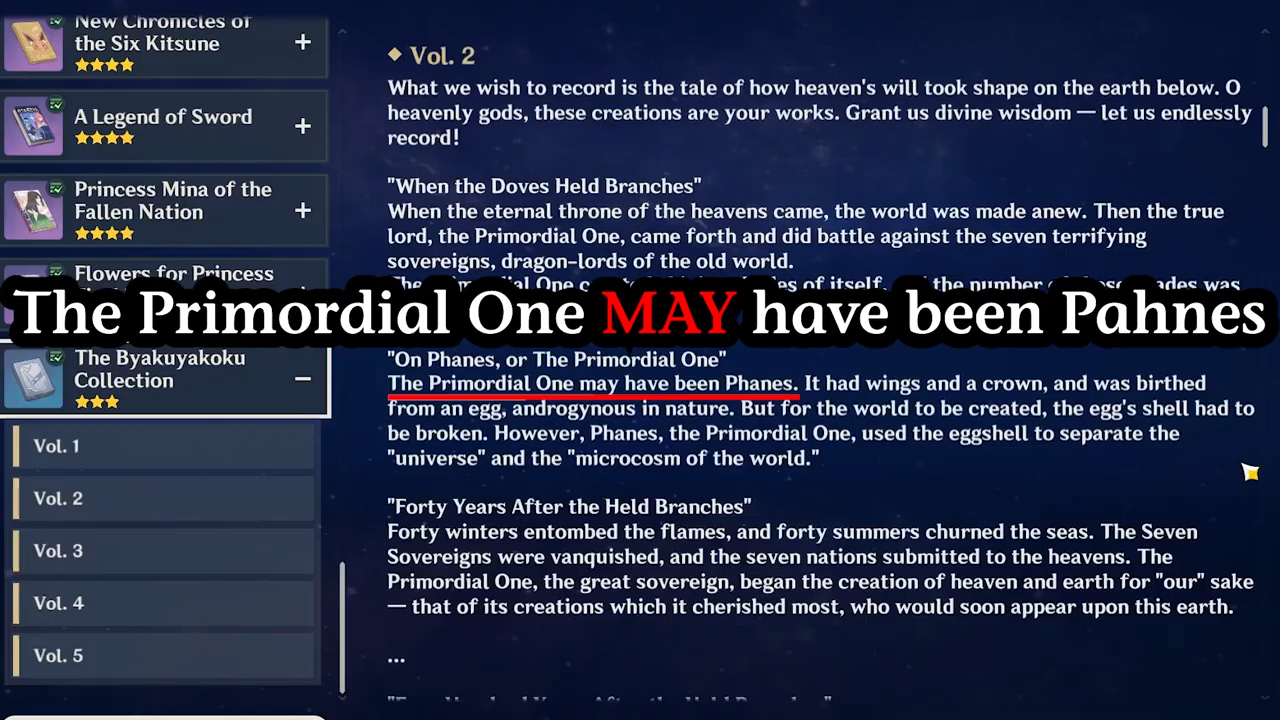 New Chronicles of
the Six Kitsune
A Legend of Sword
Princess Mina of the
Fallen Nation
Flowers for Princess
The Byakuyakoku
Collection
Vol. 1
Vol. 2
Vol. 3
Vol. 4
Vol. 5
Vol. 2
What we wish to record is the tale of how heaven's will took shape on the earth below. O
heavenly gods, these creations are your works. Grant us divine wisdom — let us endlessly
record!
"When the Doves Held Branches"
When the eternal throne of the heavens came, the world was made anew. Then the true
lord, the Primordial One, came forth and did battle against the seven terrifying
sovereigns, dragon-lords of the old world.
of itself, the number
was
The Primordial One MAY have been Pahnes
"On Phanes, or The Primordial One"
The Primordial One may have been Phanes. It had wings and a crown, and was birthed
from an egg, androgynous in nature. But for the world to be created, the egg's shell had to
be broken. However, Phanes, the Primordial One, used the eggshell to separate the
"universe" and the "microcosm of the world."
"Forty Years After the Held Branches"
Forty winters entombed the flames, and forty summers churned the seas. The Seven
Sovereigns were vanquished, and the seven nations submitted to the heavens. The
Primordial One, the great sovereign, began the creation of heaven and earth for "our" sake
— that of its creations which it cherished most, who would soon appear upon this earth.
...